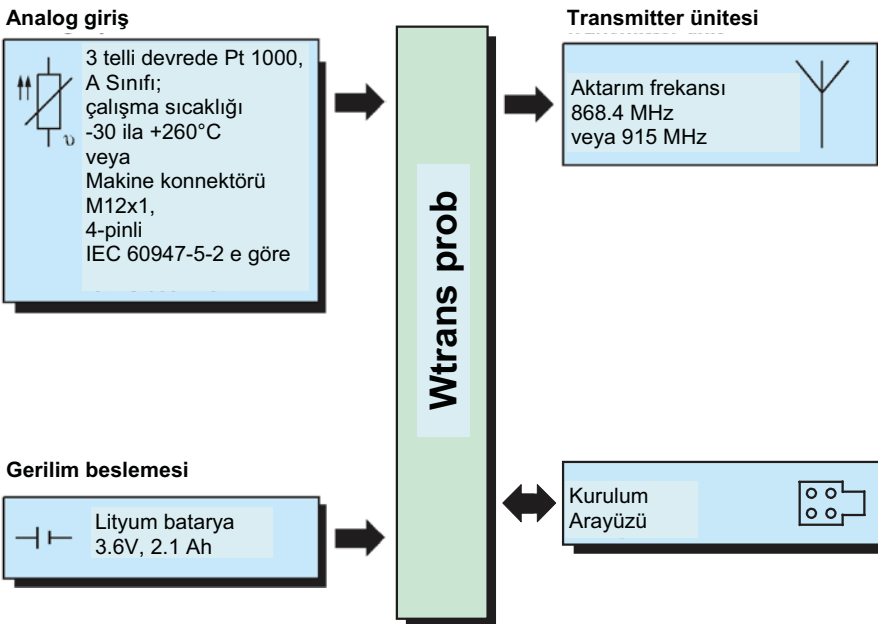 Analog giriş
3 telli devrede Pt 1000,
A Sınıfı;
çalışma sıcaklığı
-30 ila +260°C
veya
Makine konnektörü
M12x1,
4-pinli
IEC 60947-5-2 e göre
Gerilim beslemesi
Lityum batarya
3.6V, 2.1 Ah
Wtrans prob
Transmitter ünitesi
Aktarım frekansı
868.4 MHz
veya 915 MHz
Kurulum
Arayüzü